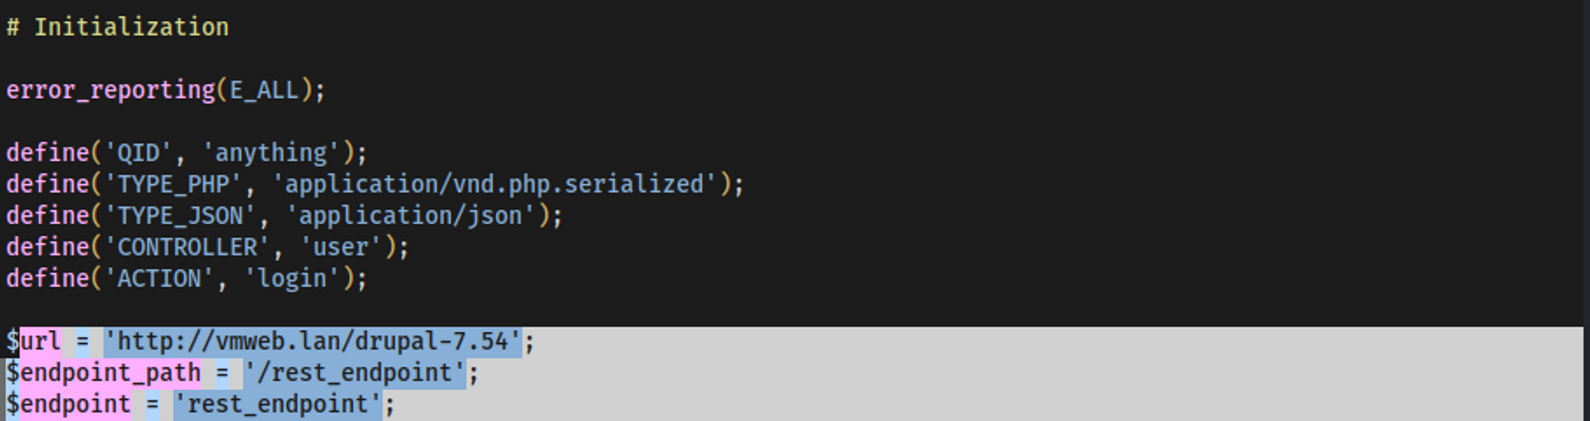 # Initialization
error_reporting(E_ALL);
define('QID', 'anything');
define('TYPE_PHP', 'application/vnd.php.serialized');
define('TYPE_JSON', 'application/json');
define('CONTROLLER', 'user');
define('ACTION', 'login');
$url = 'http://vmweb.lan/drupal-7.54';
$endpoint_path = '/rest_endpoint';
$endpoint = 'rest_endpoint';